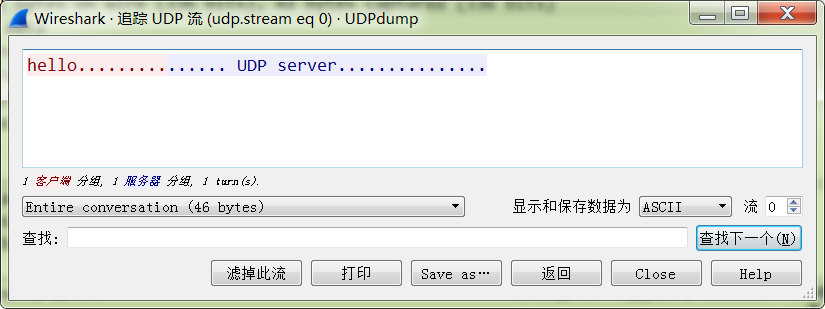 Wireshark · 追踪 UDP 流 (udp.stream eq 0) · UDPdump
hello............... UDP server...............
1 客户端 分组, 1 服务器 分组, 1 turn(s).
Entire conversation (46 bytes) 显示和保存数据为 ASCII 流 0
查找: 查找下一个(N)
滤掉此流 打印 Save as… 返回 Close Help